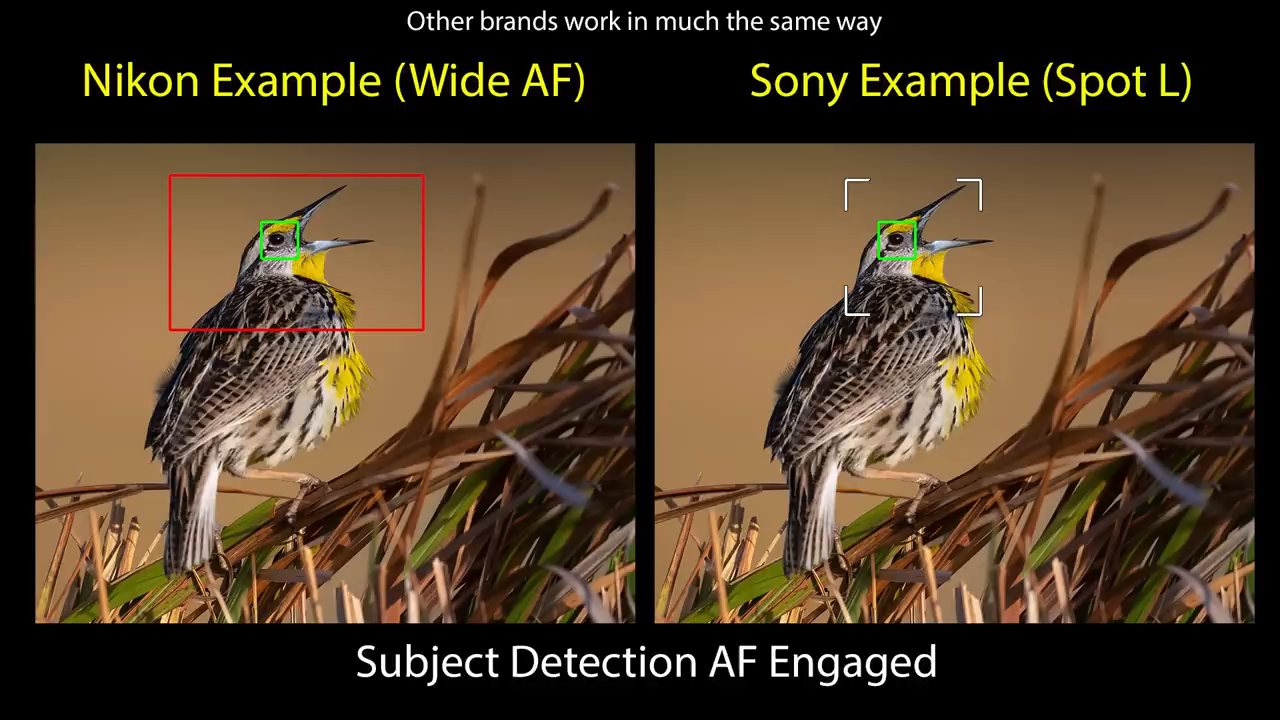 Other brands work in much the same way
Nikon Example (Wide AF)
Sony Example (Spot L)
Subject Detection AF Engaged